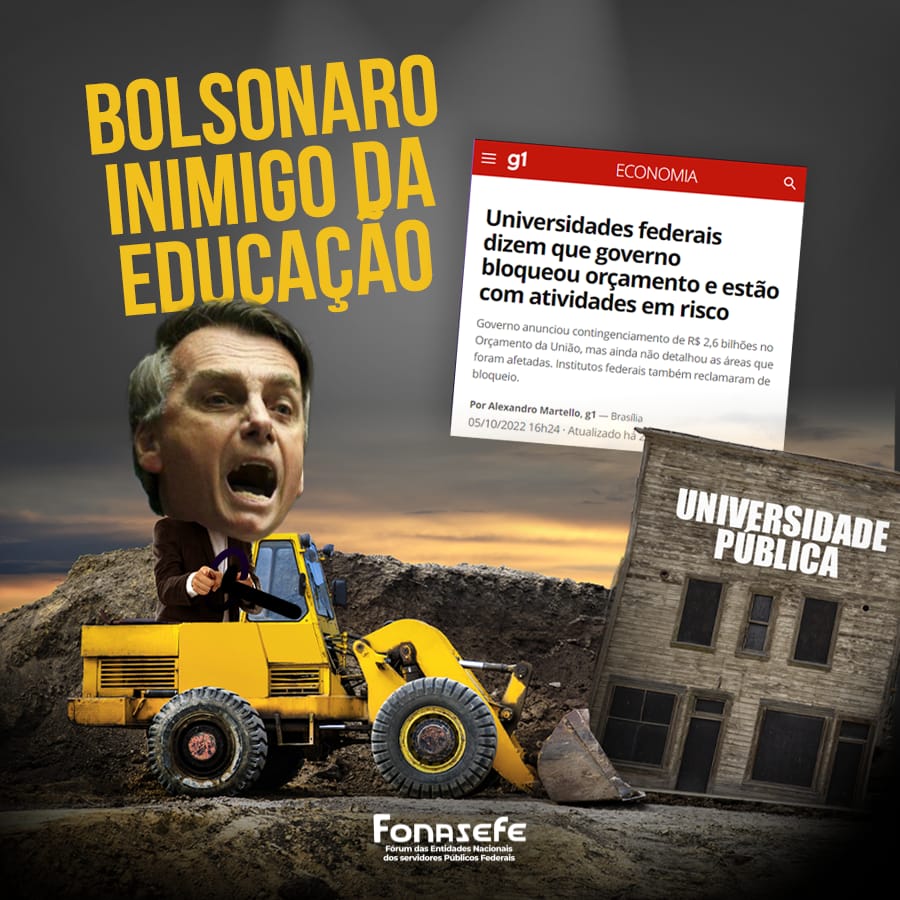 BOLSONARO
INIMIGO DA
EDUCAÇÃO
g1
ECONOMIA
Universidades federais
dizem que governo
bloqueou orçamento e estão
com atividades em risco
Governo anunciou contingenciamento de R$ 2,6 bilhões no
Orçamento da União, mas ainda não detalhou as áreas que
foram afetadas. Institutos federais também reclamaram de
bloqueio.
Por Alexandro Martello, g1 — Brasília
05/10/2022 16h24 · Atualizado há
UNIVERSIDADE
PÚBLICA
FONASEFE
Fórum das Entidades Nacionais
dos servidores Públicos Federais